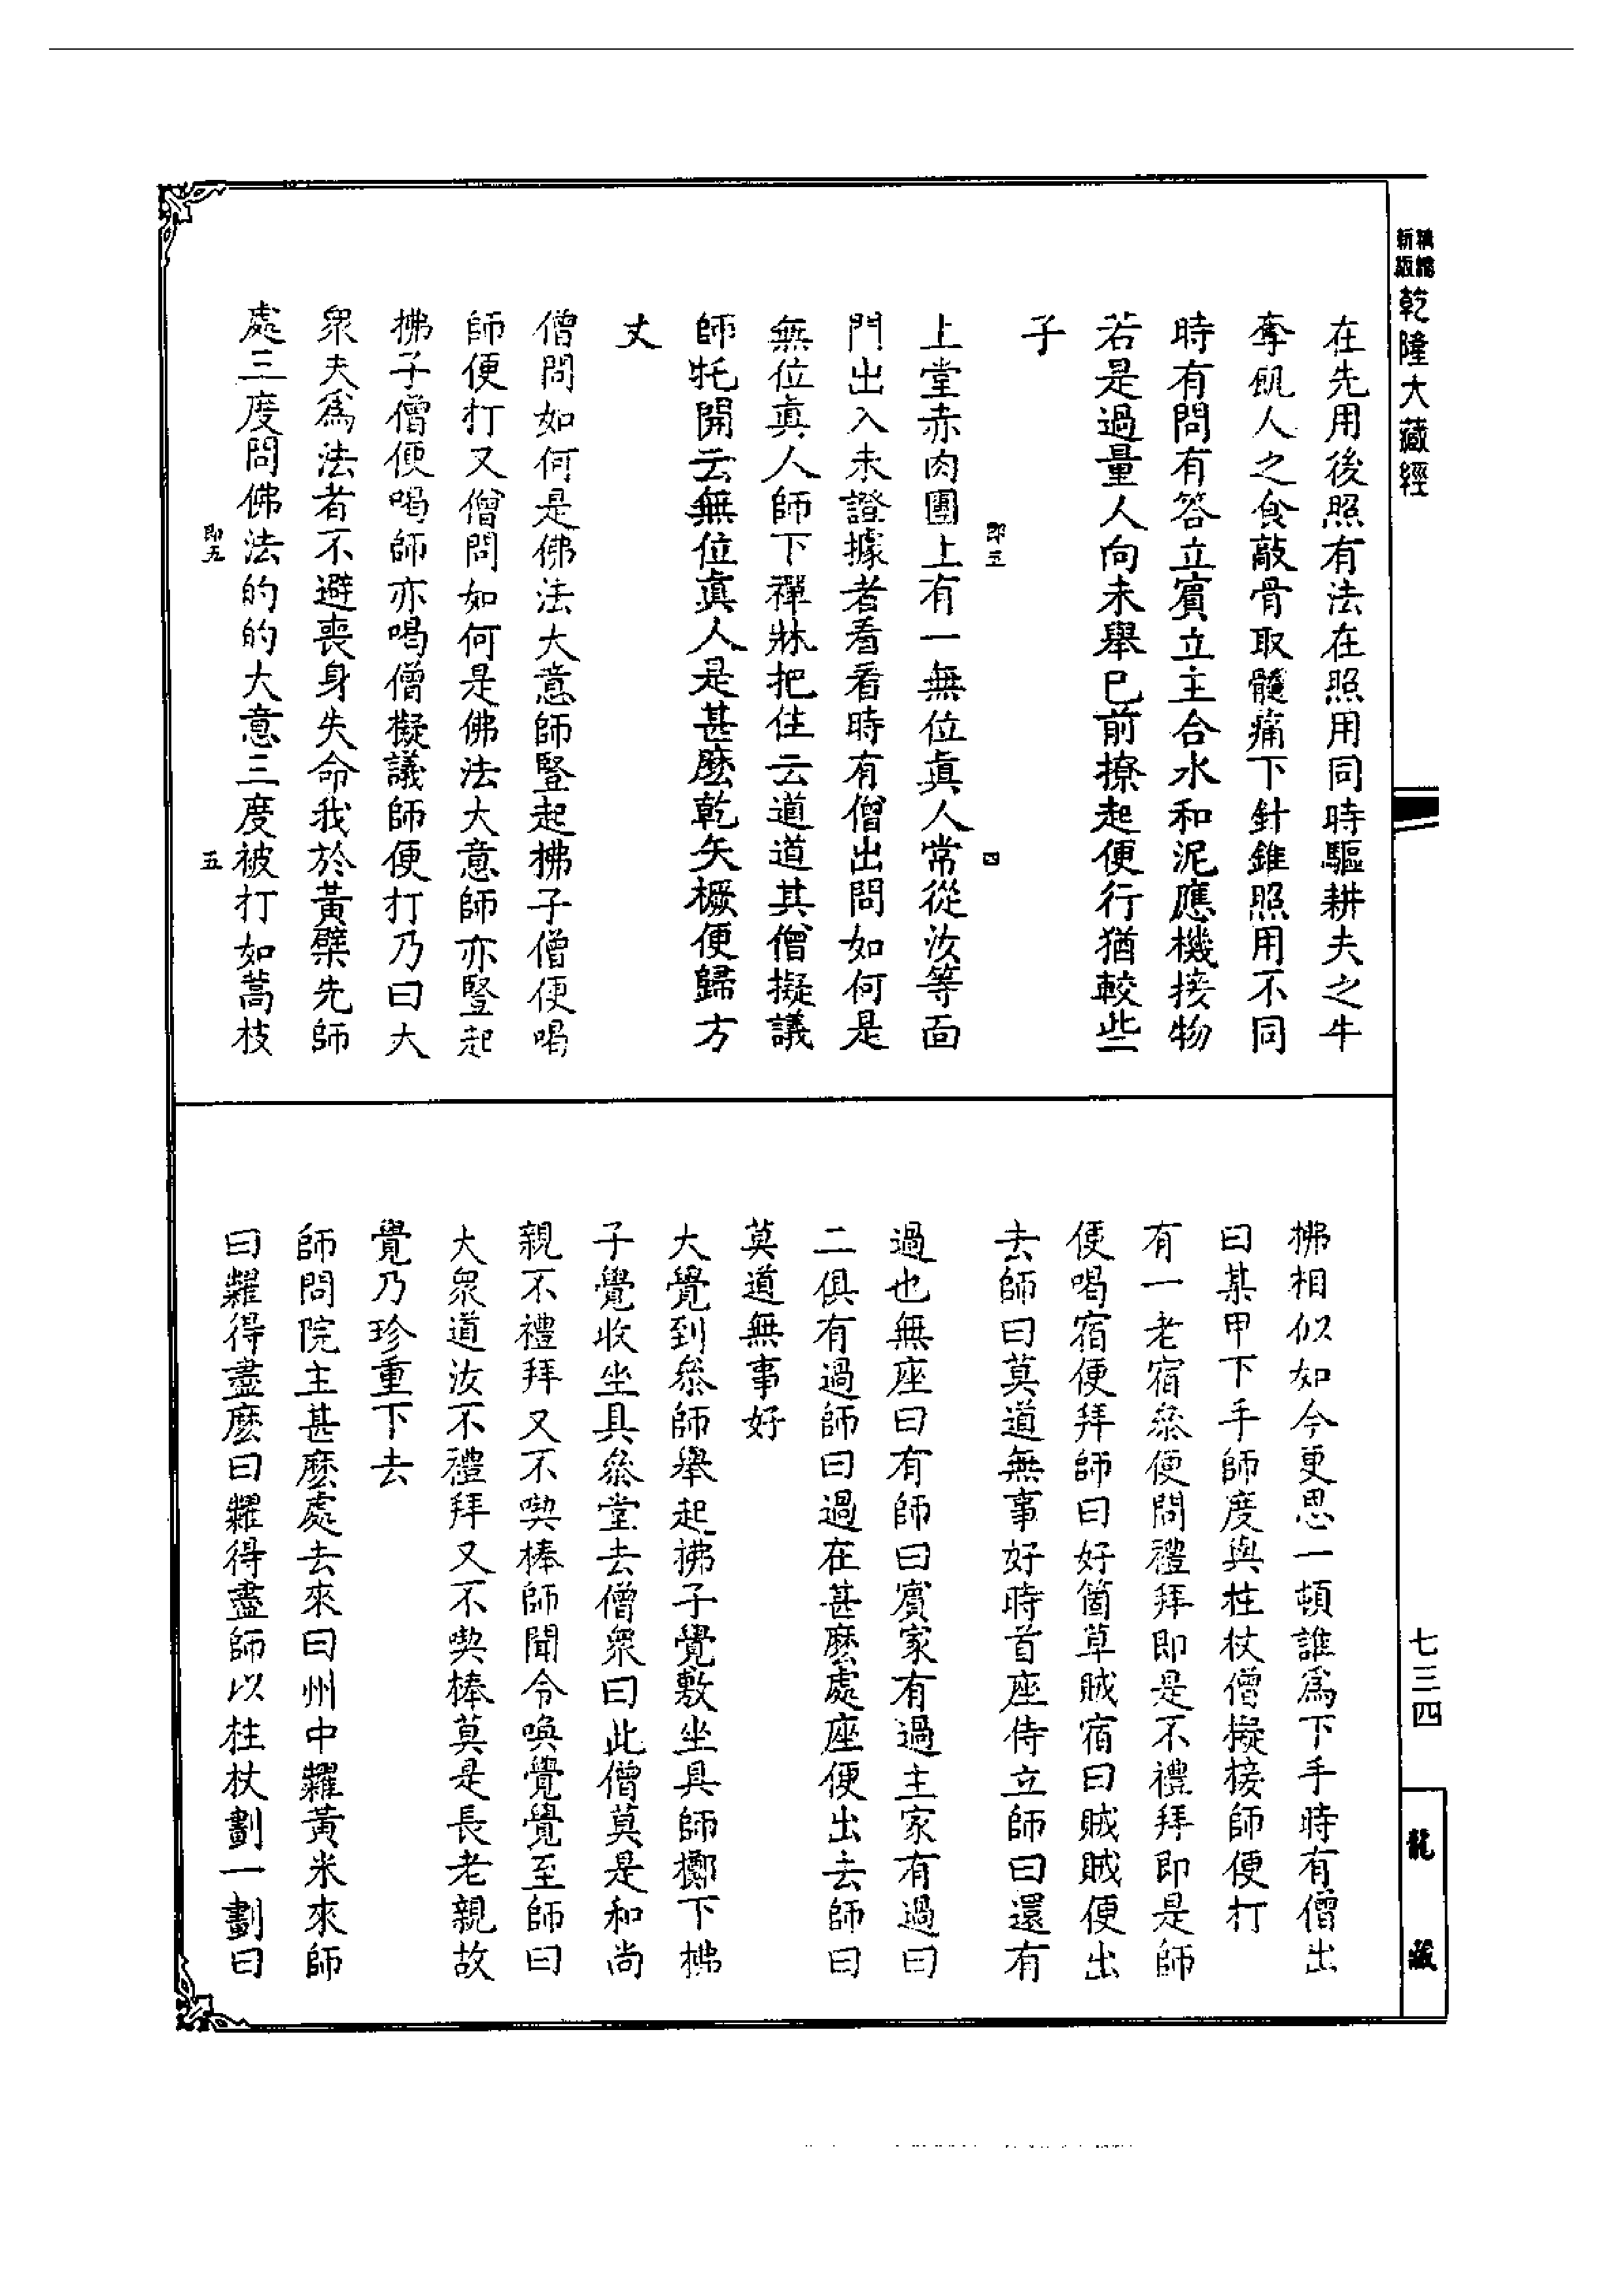 精縮
新版
乾隆大藏經
在先用後照有法在照用同時驅耕夫之牛
奪飢人之食敲骨取髓痛下針錐照用不同
時有問有答立賓立主合水和泥應機接物
若是過量人向未舉已前撩起便行猶較些
子
即五 四
上堂赤肉團上有一無位真人常從汝等面
門出入未證據者看看時有僧出問如何是
無位真人師下禪牀把住云道道其僧擬議
師托開云無位真人是甚麼乾矢橛便歸方
丈
僧問如何是佛法大意師豎起拂子僧便喝
師便打又僧問如何是佛法大意師亦豎起
拂子僧便喝師亦喝僧擬議師便打乃曰大
眾夫為法者不避喪身失命我於黃檗先師
處三度問佛法的的大意三度被打如蒿枝
即五 五
拂相似如今更思一頓誰為下手時有僧出
曰某甲下手師度與拄杖僧擬接師便打
有一老宿叅便問禮拜即是不禮拜即是師
便喝宿便拜師曰好箇草賊宿曰賊賊便出
去師曰莫道無事好時首座侍立師曰還有
過也無座曰有師曰賓家有過主家有過曰
二俱有過師曰過在甚麼處座便出去師曰
莫道無事好
大覺到叅師舉起拂子覺敷坐具師擲下拂
子覺收坐具叅堂去僧眾曰此僧莫是和尚
親不禮拜又不喫棒師聞令喚覺覺至師曰
大眾道汝不禮拜又不喫棒莫是長老親故
覺乃珍重下去
師問院主甚麼處去來曰州中糶黃米來師
曰糶得盡麼曰糶得盡師以拄杖劃一劃曰
七三四
龍藏